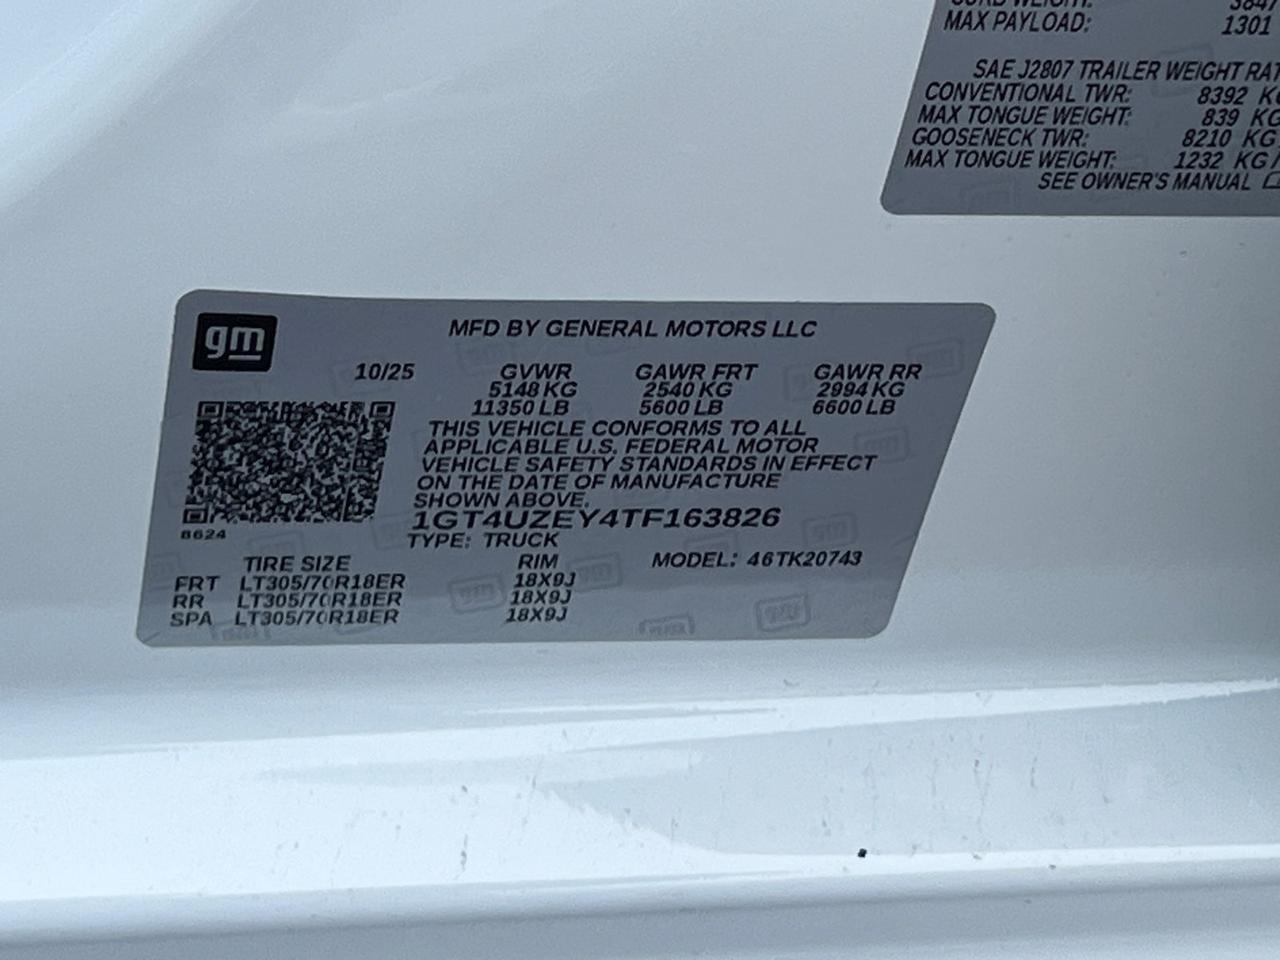 MAX PAYLOAD: 1301
SAE J2807 TRAILER WEIGHT
CONVENTIONAL TWR: 8392 KG
MAX TONGUE WEIGHT: 839 KG
GOOSENECK TWR: 8210 KG
MAX TONGUE WEIGHT: 1232 KG/
SEE OWNER'S MANUAL
gm
MFD BY GENERAL MOTORS LLC
10/25 GVWR GAWR FRT GAWR RR
5148 KG 2540 KG 2994 KG
11350 LB 5600 LB 6600 LB
THIS VEHICLE CONFORMS TO ALL
APPLICABLE U.S. FEDERAL MOTOR
VEHICLE SAFETY STANDARDS IN EFFECT
ON THE DATE OF MANUFACTURE
SHOWN ABOVE.
1GT4UZEY4TF163826
8624
TYPE: TRUCK
TIRE SIZE RIM MODEL: 46TK20743
FRT LT305/70R18ER 18X9J
RR LT305/70R18ER 18X9J
SPA LT305/70R18ER 18X9J